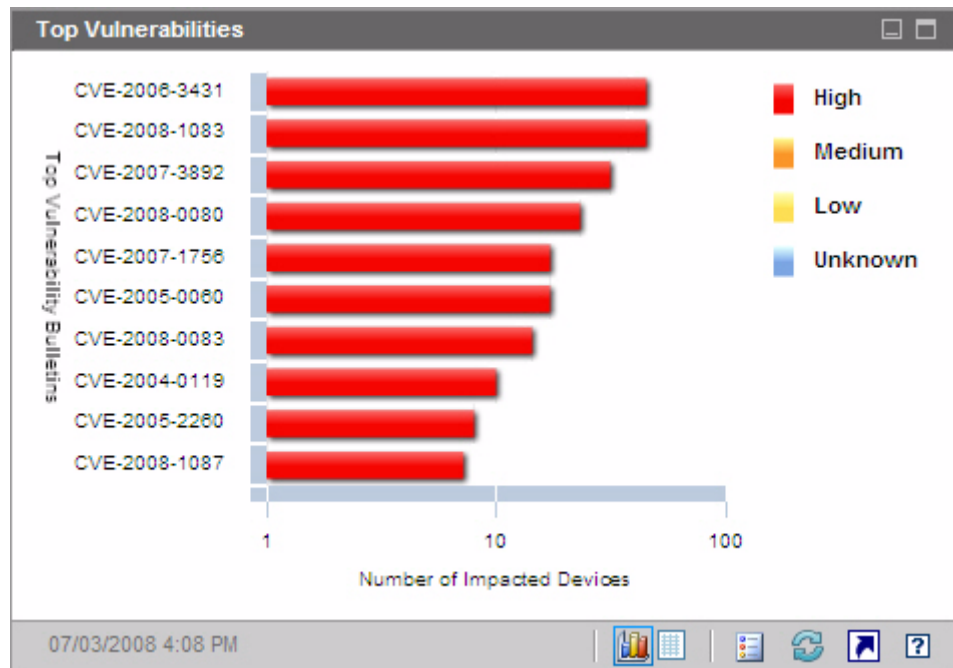 Top Vulnerabilities
CVE-2006-3431
CVE-2008-1083
CVE-2007-3892
CVE-2008-0080
CVE-2007-1756
CVE-2005-0060
CVE-2008-0083
CVE-2004-0119
CVE-2005-2260
CVE-2008-1087
Top Vulnerability Bulletins
1 10 100
Number of Impacted Devices
High
Medium
Low
Unknown
07/03/2008 4:08 PM
?